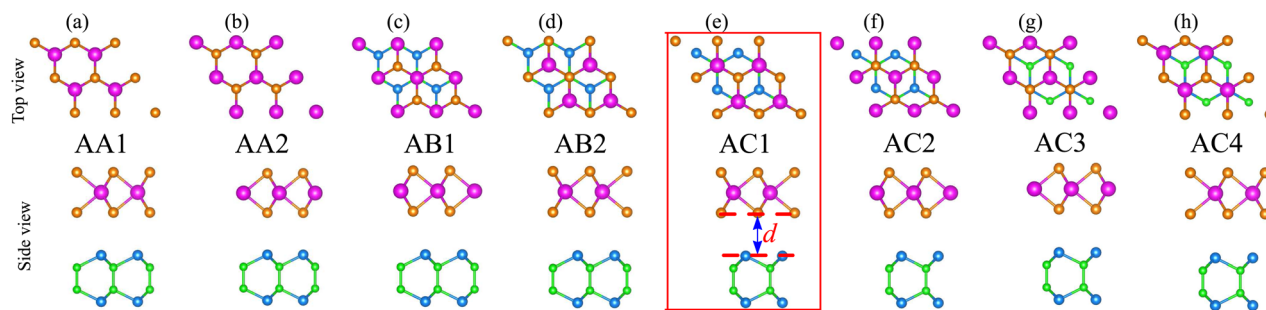 (a) (b) (c) (d) (e) (f) (g) (h)
Top view
AA1 AA2 AB1 AB2 AC1 AC2 AC3 AC4
Side view
d